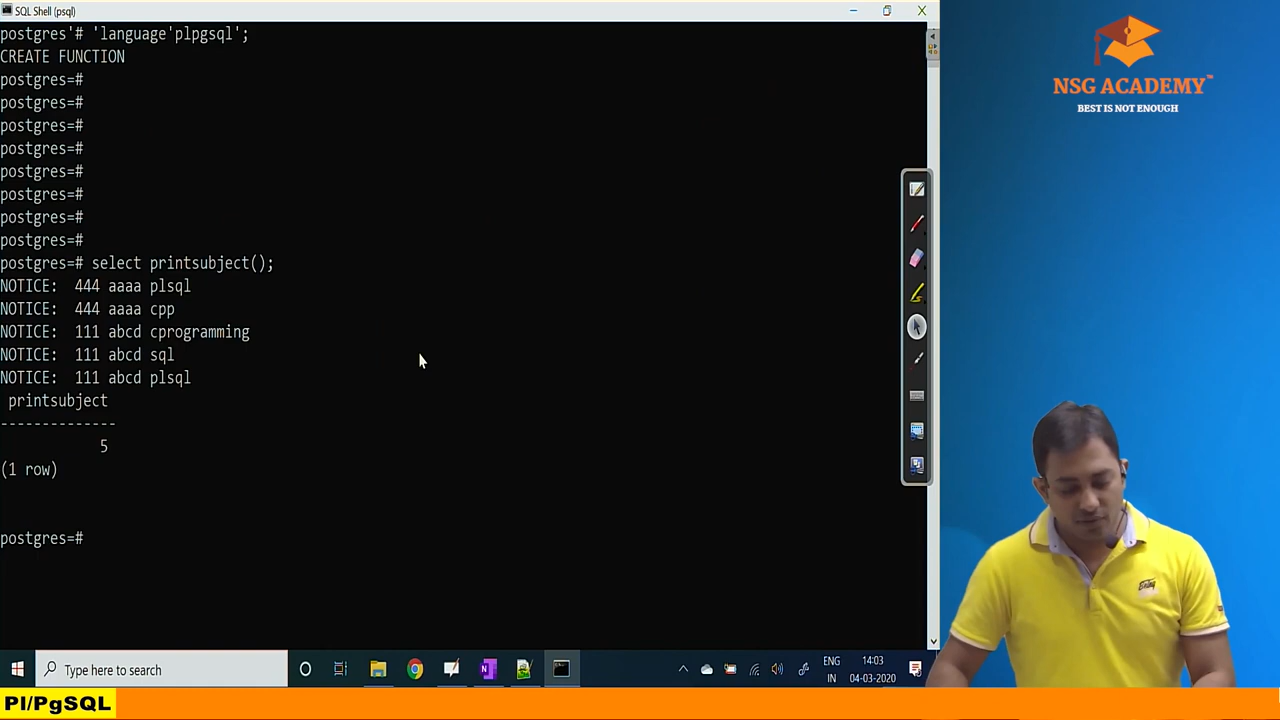 SQL Shell (psql)
postgres'# 'language'plpgsql';
CREATE FUNCTION
postgres=#
postgres=#
postgres=#
postgres=#
postgres=#
postgres=#
postgres=#
postgres=#
postgres=# select printsubject();
NOTICE:  444 aaaa plsql
NOTICE:  444 aaaa cpp
NOTICE:  111 abcd cprogramming
NOTICE:  111 abcd sql
NOTICE:  111 abcd plsql
printsubject
--------------
5
(1 row)
postgres=#
NSG ACADEMY™
BEST IS NOT ENOUGH
Type here to search
ENG
IN
14:03
04-03-2020
Pl/PgSQL